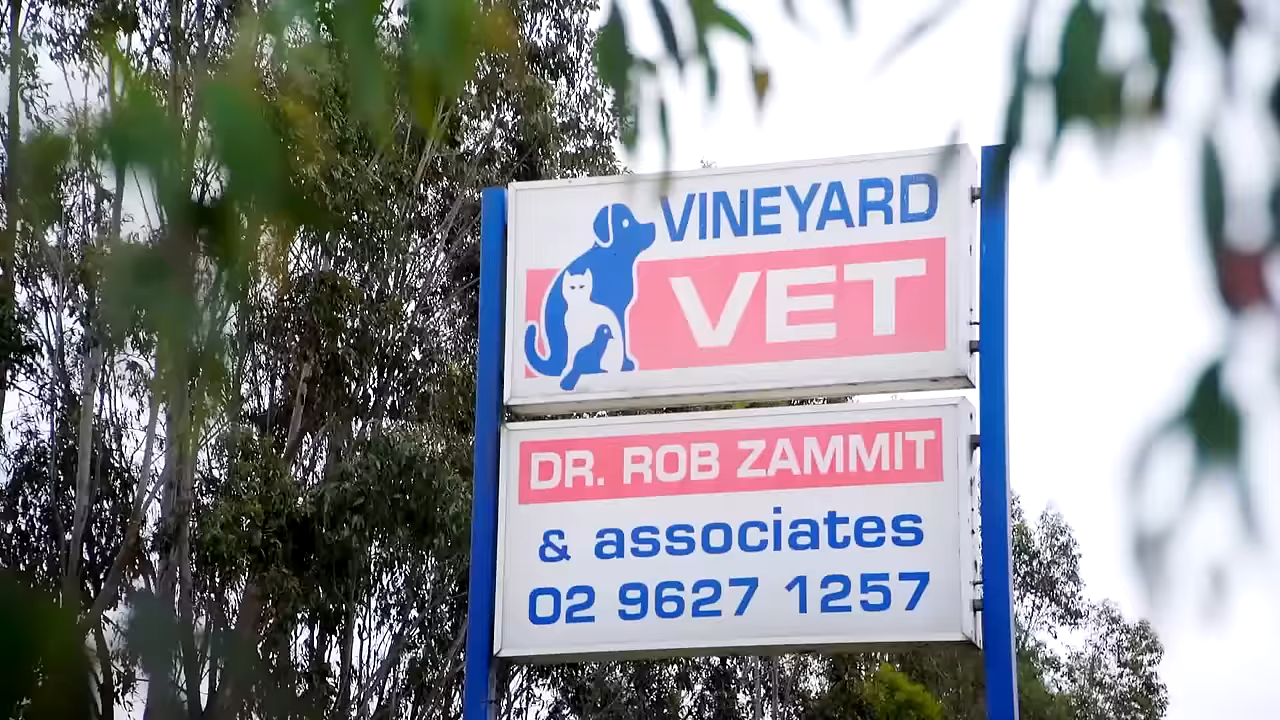 VINEYARD
VET
DR. ROB ZAMMIT
& associates
02 9627 1257